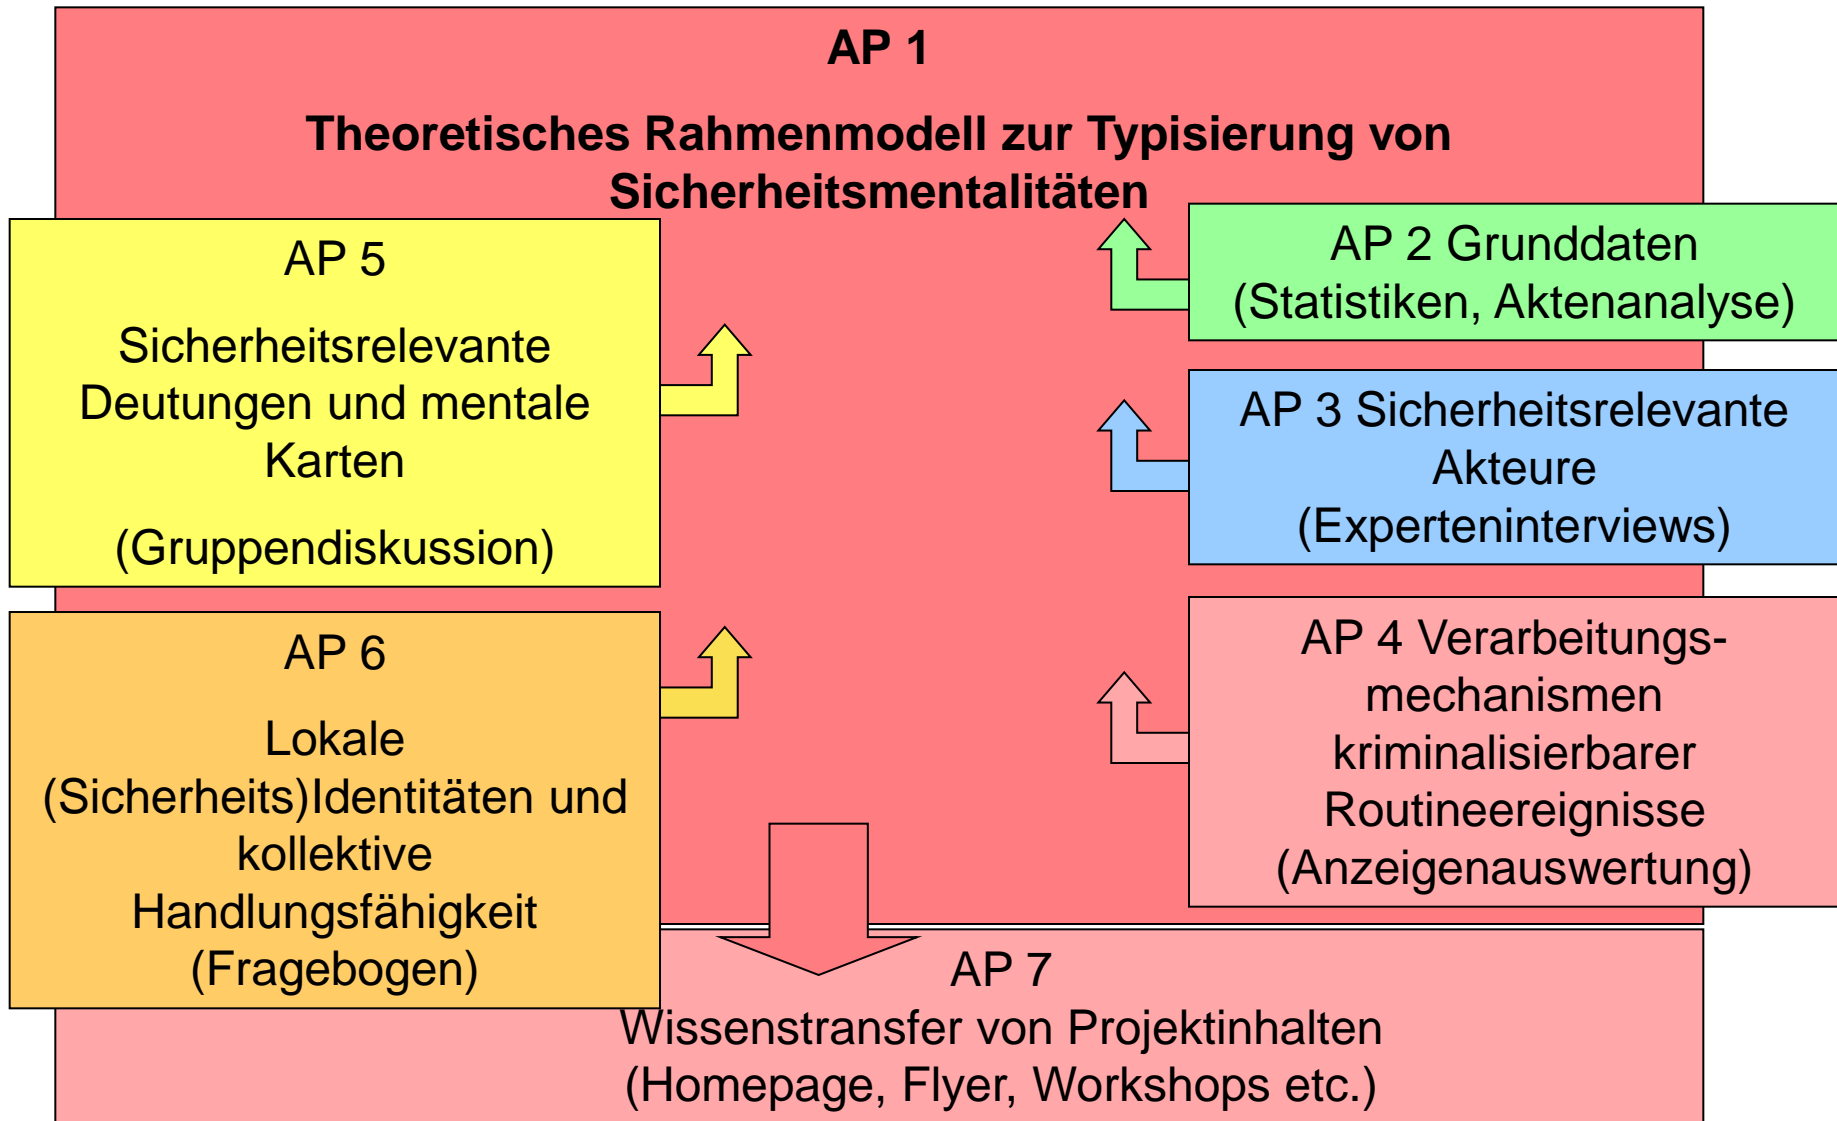 AP 1
Theoretisches Rahmenmodell zur Typisierung von
Sicherheitsmentalitäten
AP 5
Sicherheitsrelevante
Deutungen und mentale
Karten
(Gruppendiskussion)
AP 6
Lokale
(Sicherheits)Identitäten und
kollektive
Handlungsfähigkeit
(Fragebogen)
AP 2 Grunddaten
(Statistiken, Aktenanalyse)
AP 3 Sicherheitsrelevante
Akteure
(Experteninterviews)
AP 4 Verarbeitungs-
mechanismen
kriminalisierbarer
Routineereignisse
(Anzeigenauswertung)
AP 7
Wissenstransfer von Projektinhalten
(Homepage, Flyer, Workshops etc.)